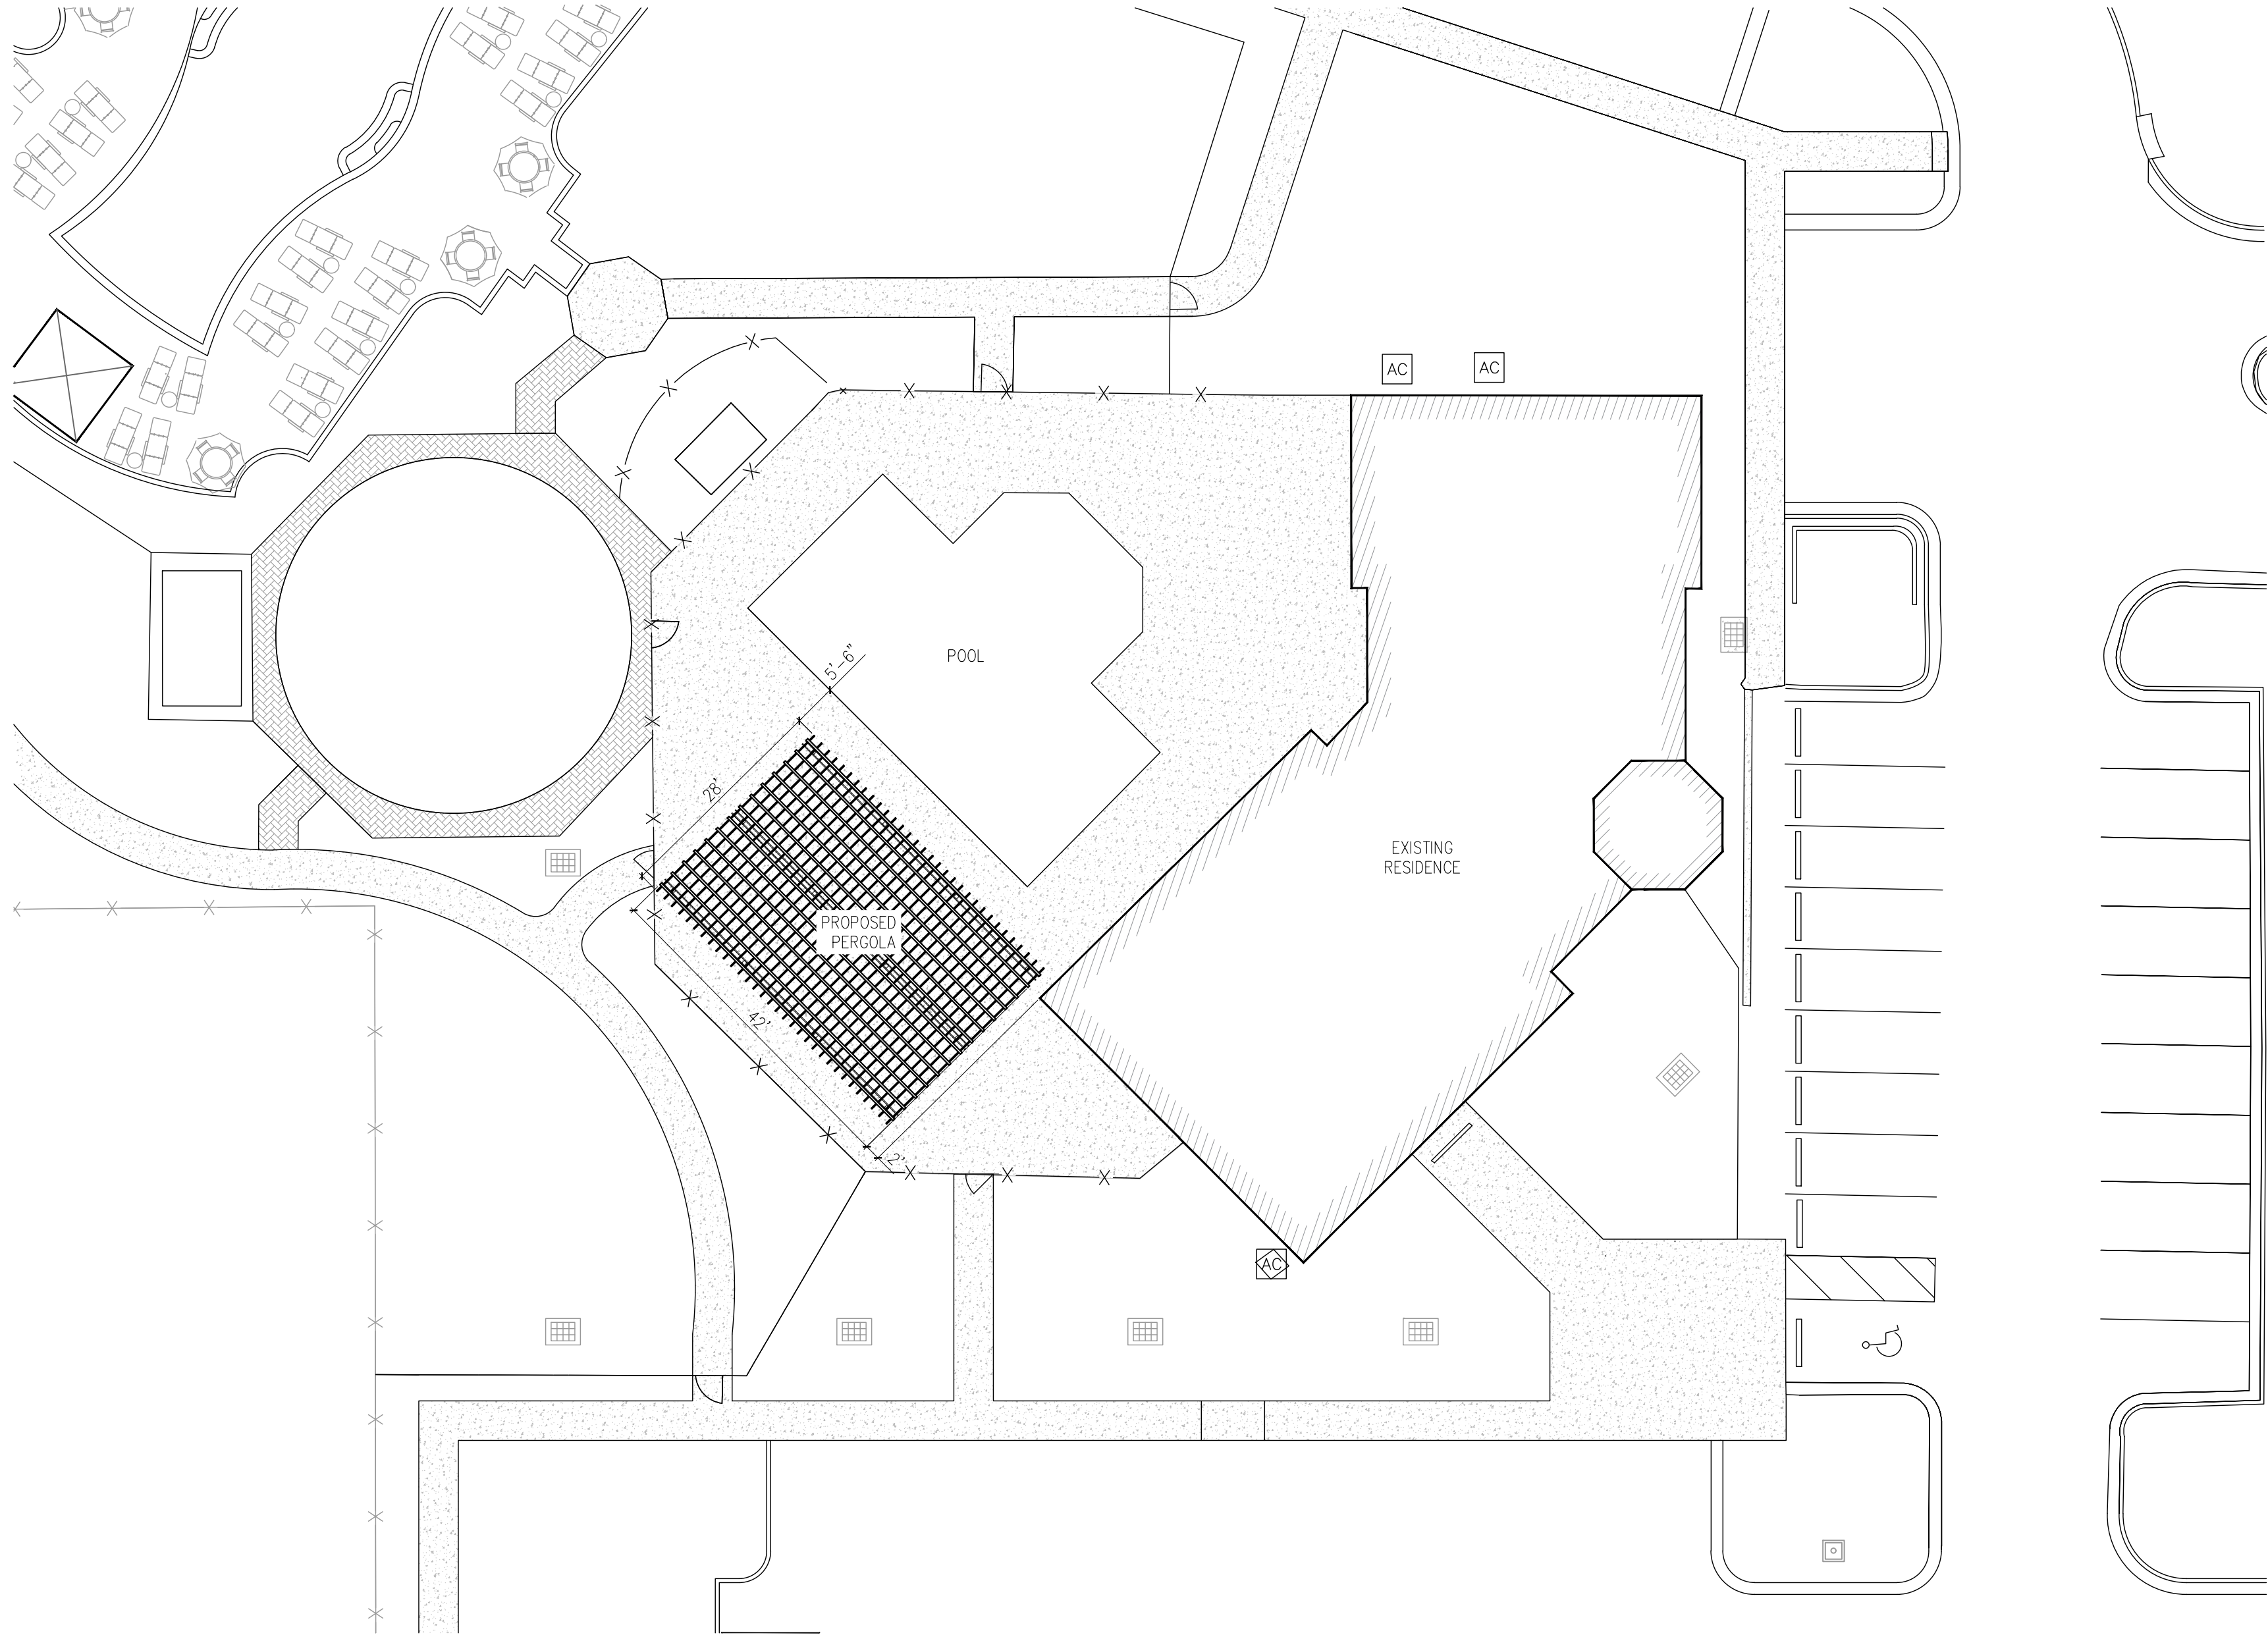 AC
AC
POOL
5'-6"
28'
EXISTING
RESIDENCE
PROPOSED
PERGOLA
42'
2'
AC